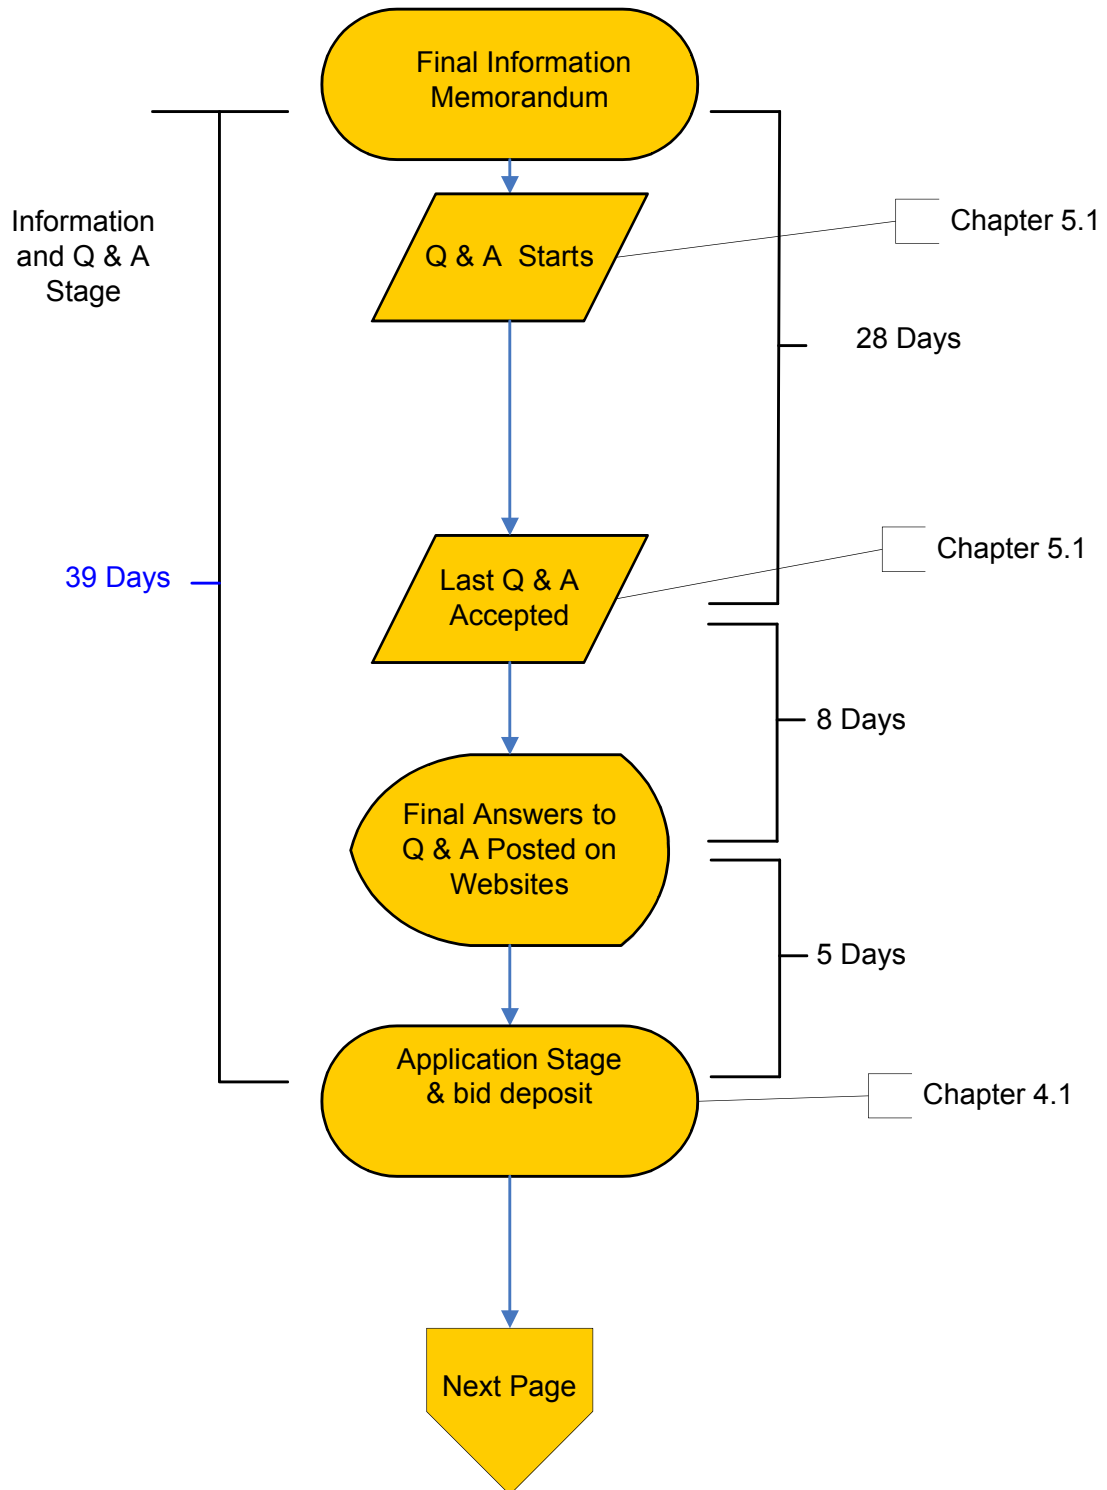 Final Information
Memorandum
Information
and Q & A
Stage
Q & A Starts
Chapter 5.1
28 Days
Chapter 5.1
39 Days
Last Q & A
Accepted
8 Days
Final Answers to
Q & A Posted on
Websites
5 Days
Application Stage
& bid deposit
Chapter 4.1
Next Page